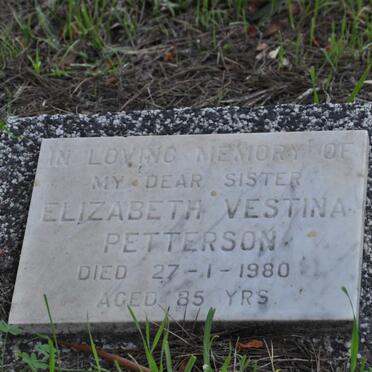 IN LOVING MEMORY OF
MY DEAR SISTER
ELIZABETH VESTINA
PETTERSON
DIED 27-1-1980
AGED 85 YRS.